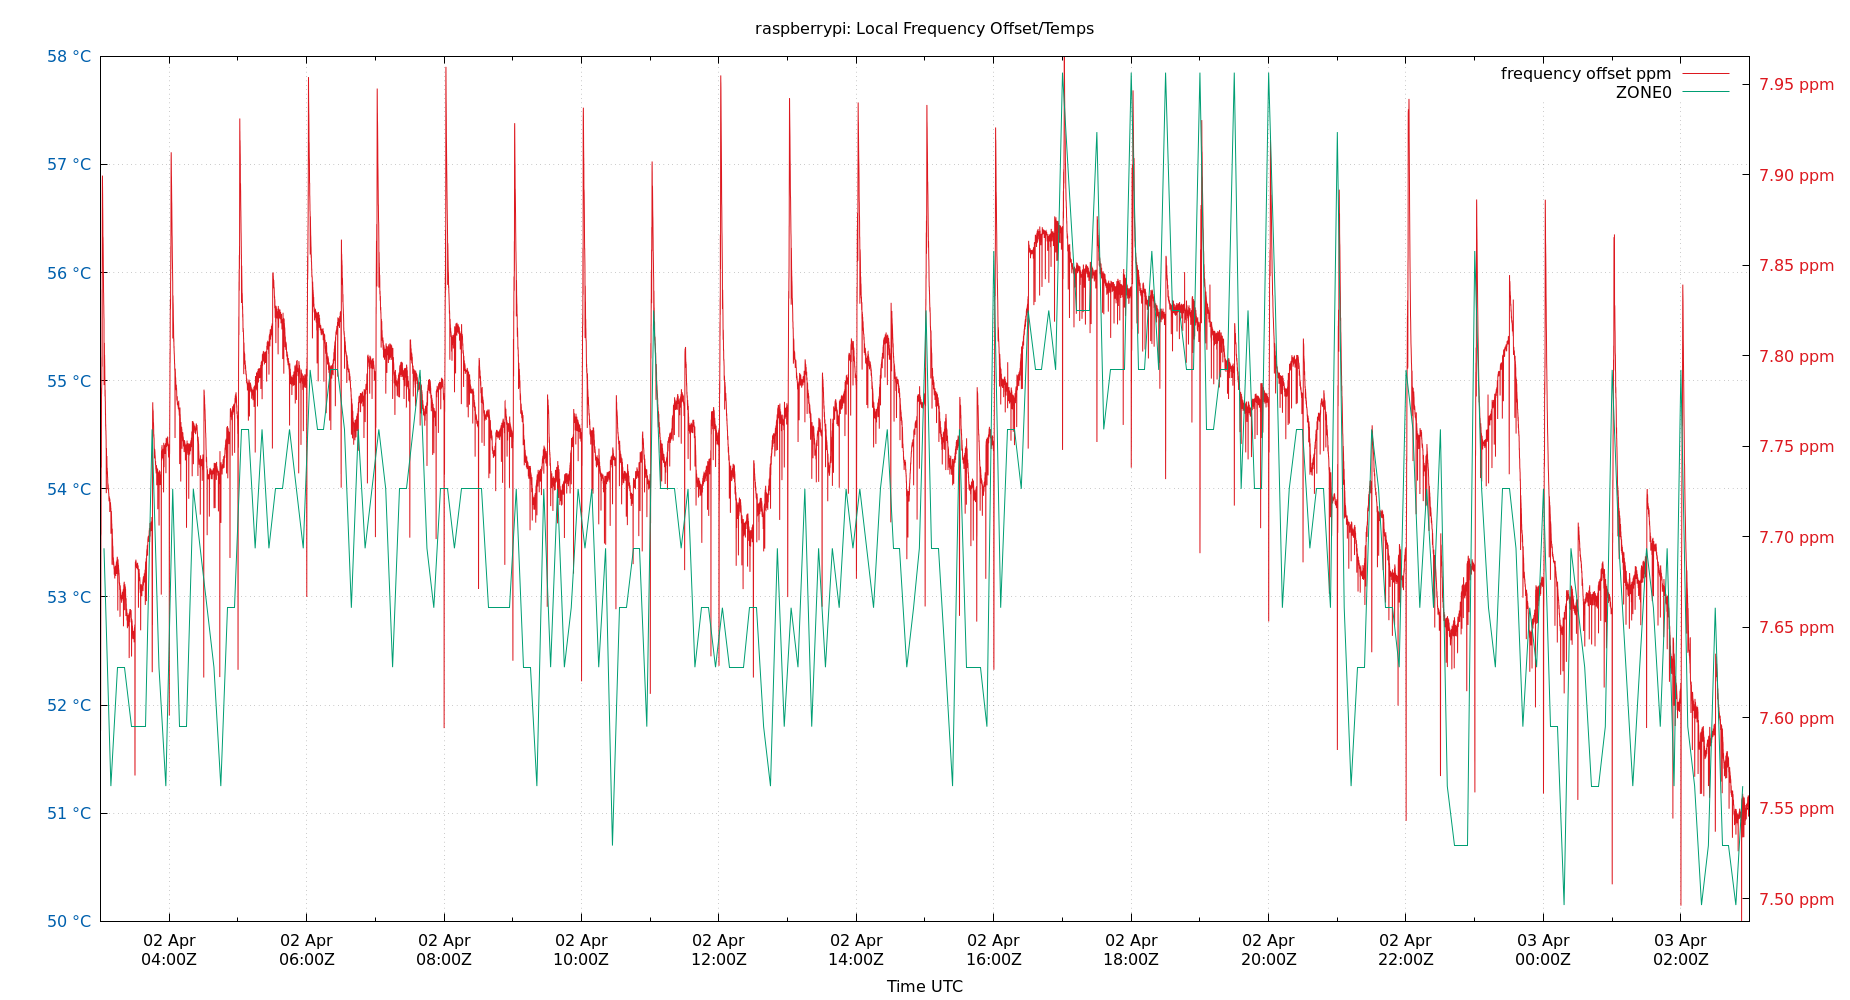 raspberrypi: Local Frequency Offset/Temps
frequency offset ppm
ZONE0
58 °C
57 °C
56 °C
55 °C
54 °C
53 °C
52 °C
51 °C
50 °C
7.95 ppm
7.90 ppm
7.85 ppm
7.80 ppm
7.75 ppm
7.70 ppm
7.65 ppm
7.60 ppm
7.55 ppm
7.50 ppm
02 Apr
04:00Z
02 Apr
06:00Z
02 Apr
08:00Z
02 Apr
10:00Z
02 Apr
12:00Z
02 Apr
14:00Z
02 Apr
16:00Z
02 Apr
18:00Z
02 Apr
20:00Z
02 Apr
22:00Z
03 Apr
00:00Z
03 Apr
02:00Z
Time UTC